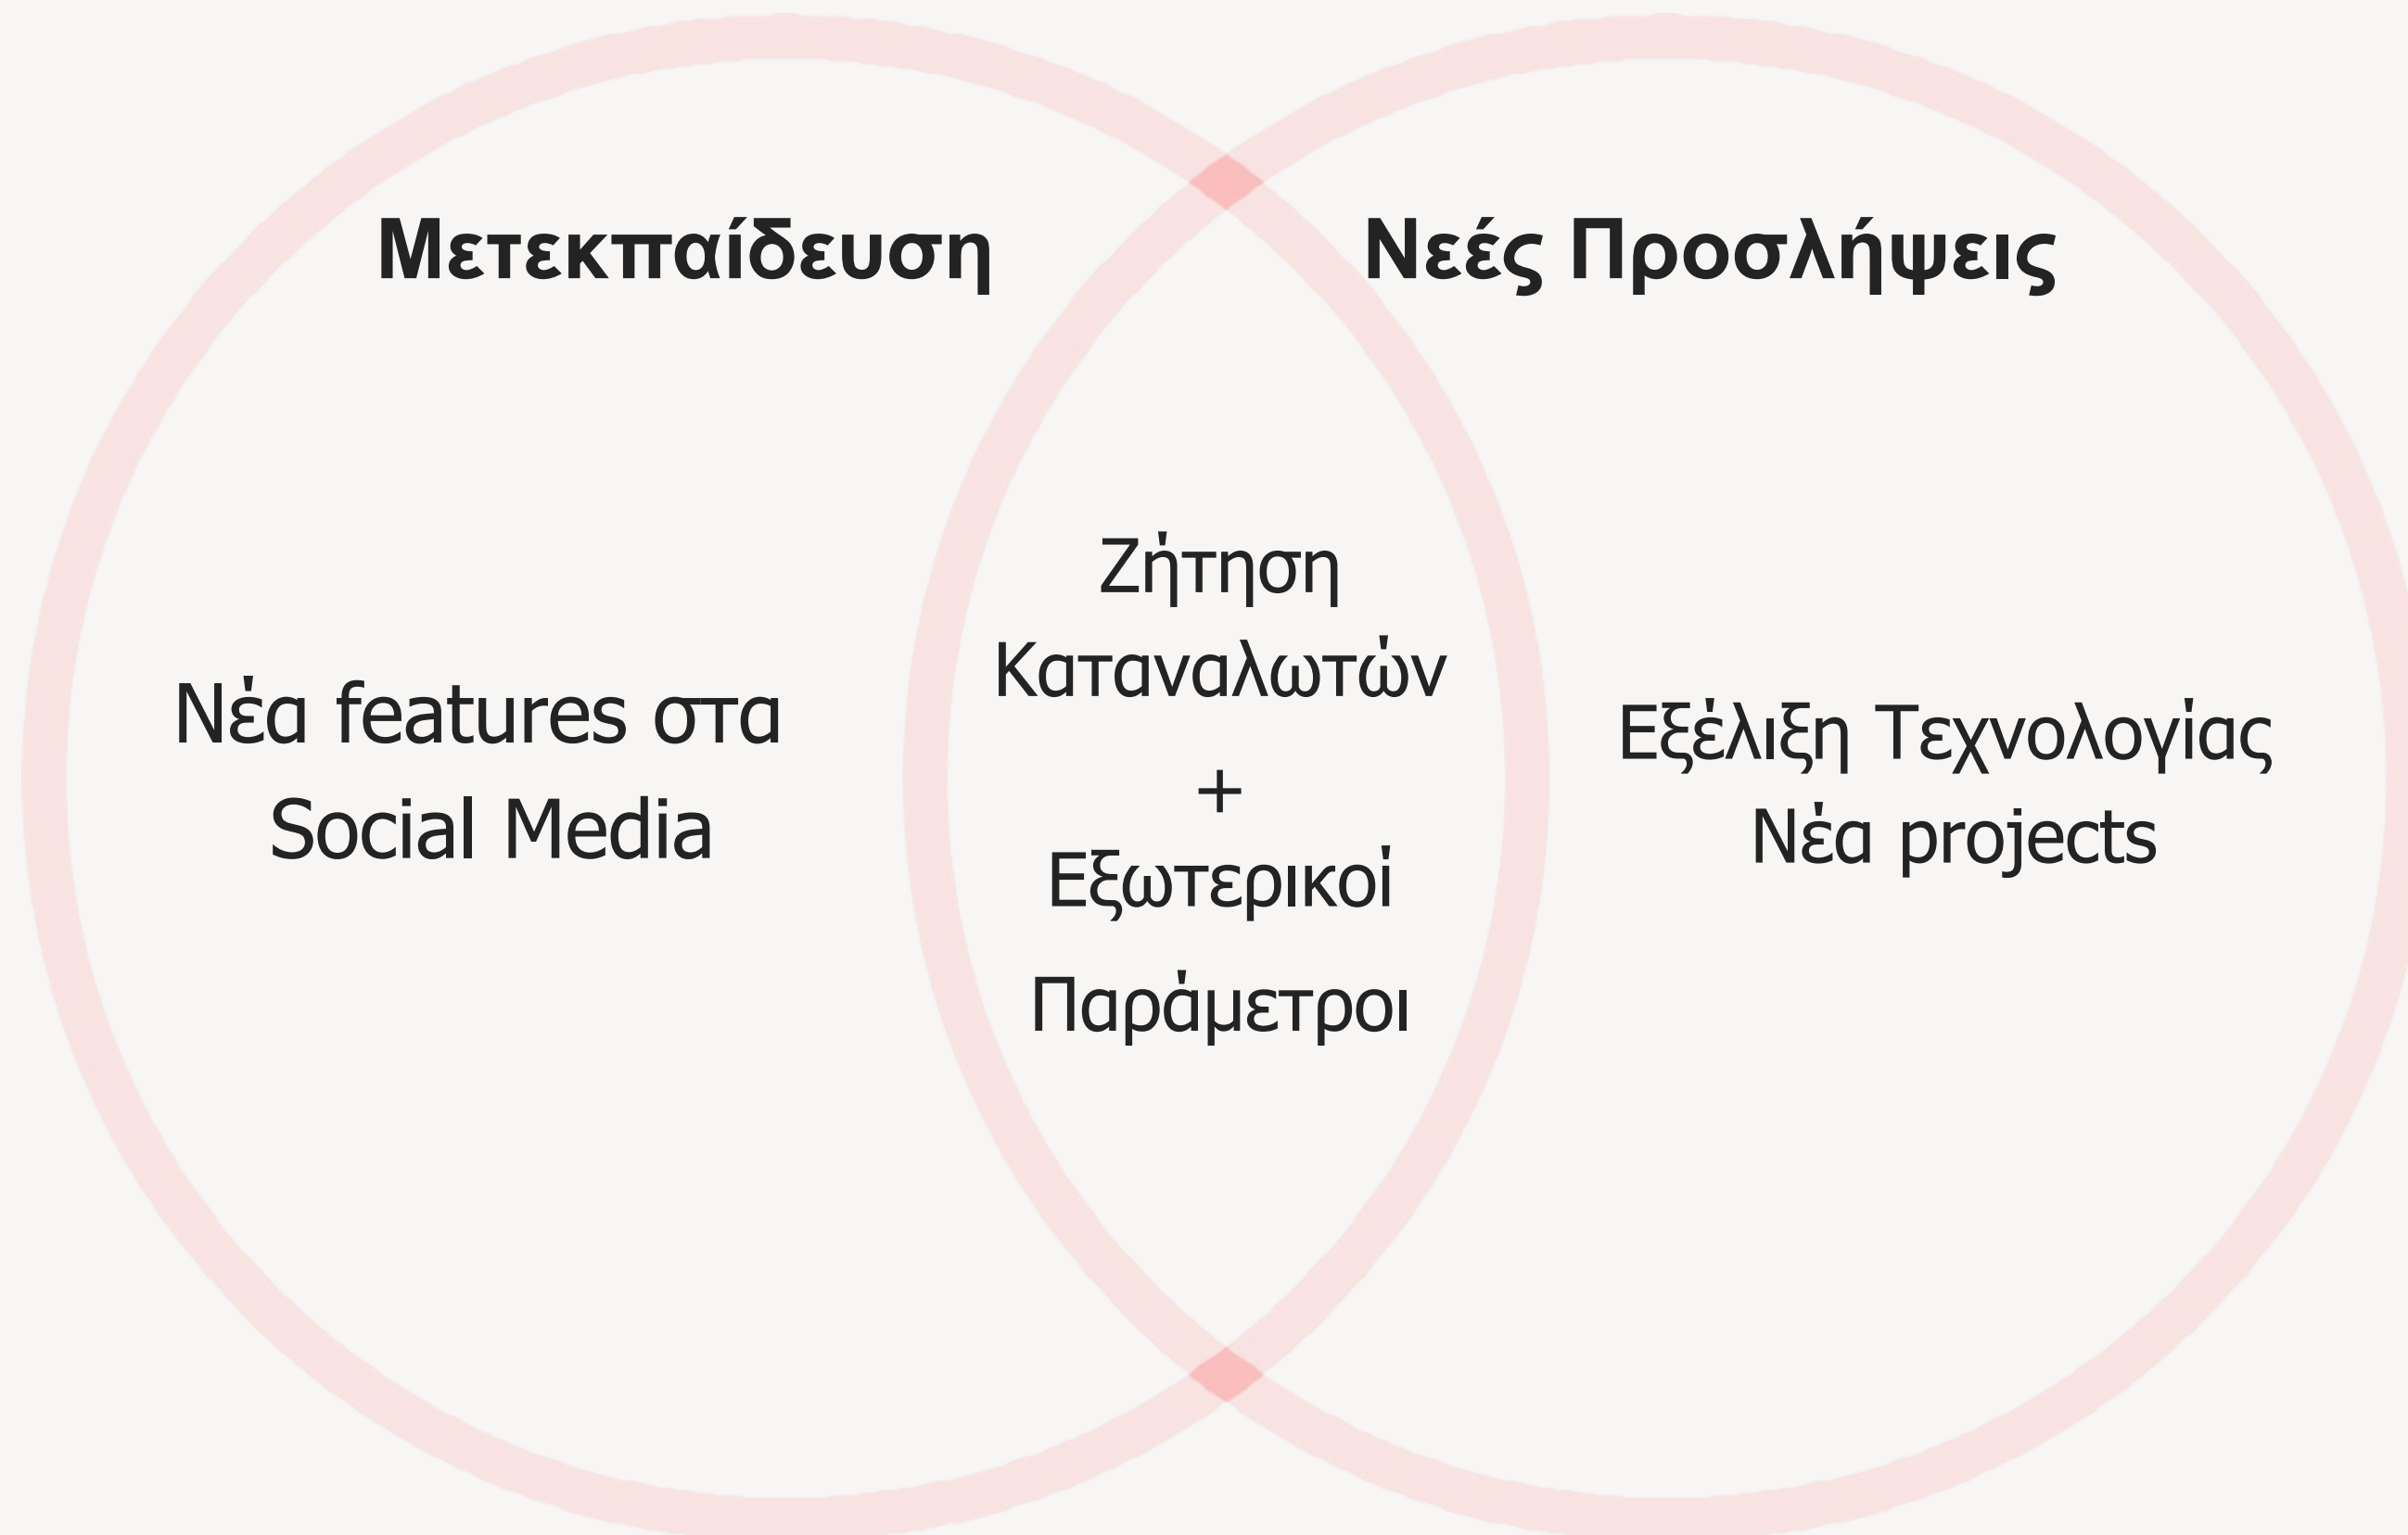 Μετεκπαίδευση
Νεές Προσλήψεις
Νέα features στα
Social Media
Ζήτηση
Καταναλωτών
+
Εξωτερικοί
Παράμετροι
Εξέλιξη Τεχνολογίας
Νέα projects